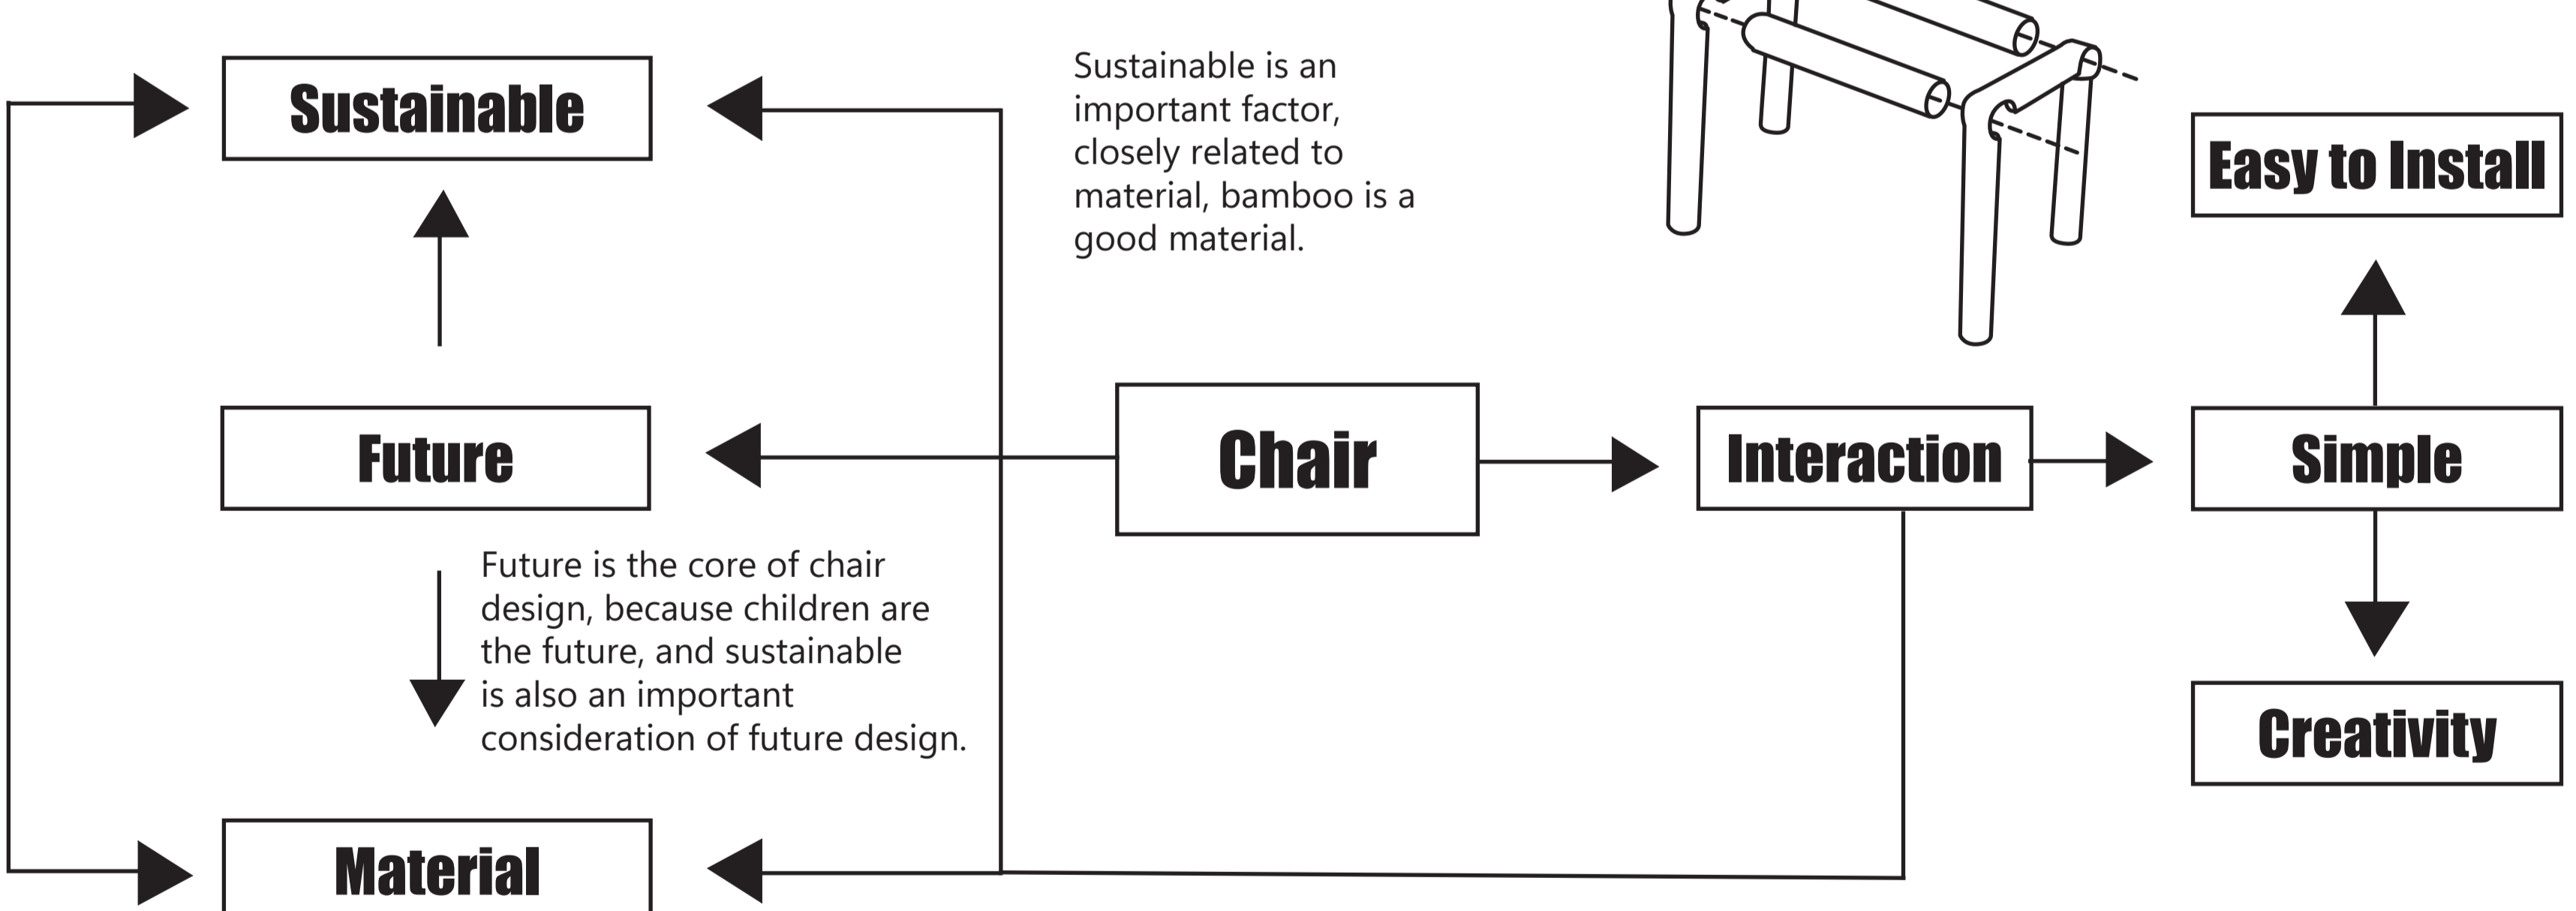 Sustainable
Sustainable is an
important factor,
closely related to
material, bamboo is a
good material.
Easy to Install
Future
Chair
Interaction
Simple
Future is the core of chair
design, because children are
the future, and sustainable
is also an important
consideration of future design.
Creativity
Material